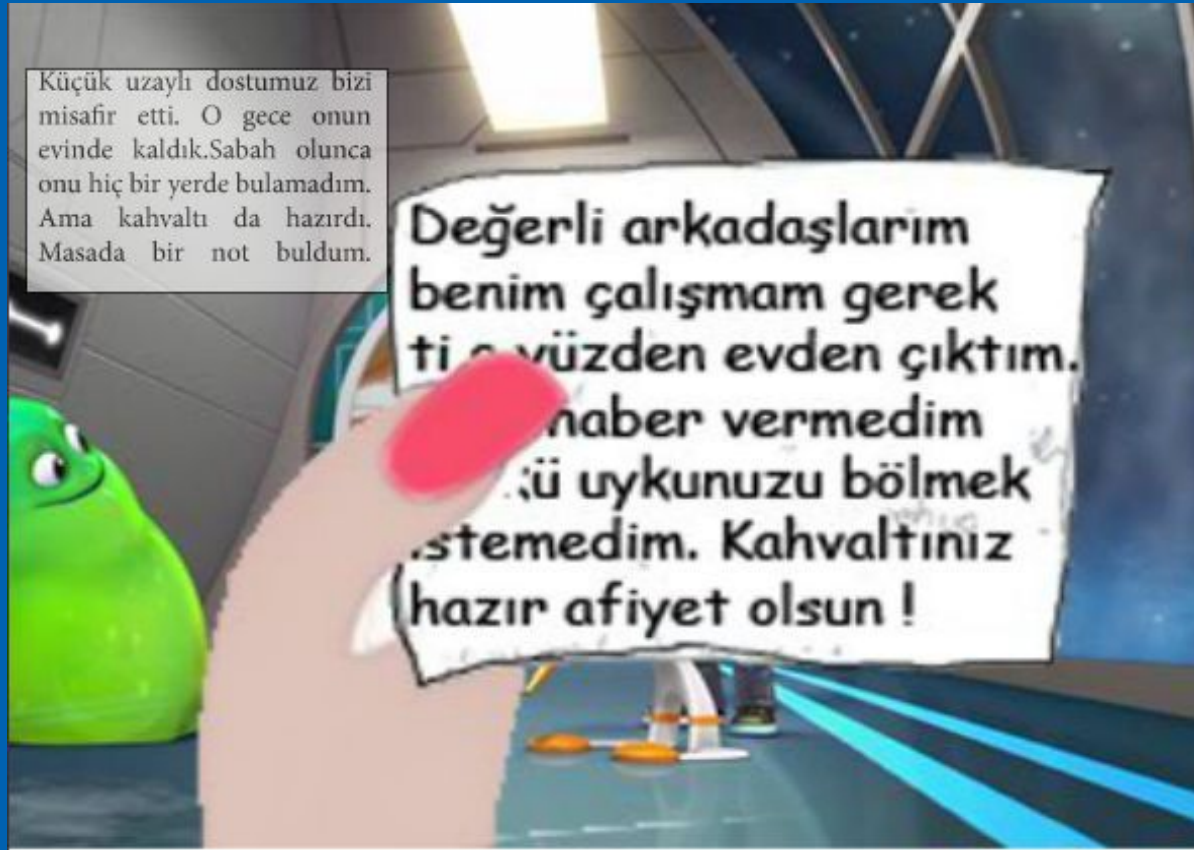 Küçük uzaylı dostumuz bizi
misafir etti. O gece onun
evinde kaldık.Sabah olunca
onu hiç bir yerde bulamadım.
Ama kahvaltı da hazırdı.
Masada bir not buldum.
Değerli arkadaşlarım
benim çalışmam gerek
ti yüzden evden çıktım.
haber vermedim
uykunuzu bölmek
istemedim. Kahvaltınız
hazır afiyet olsun !